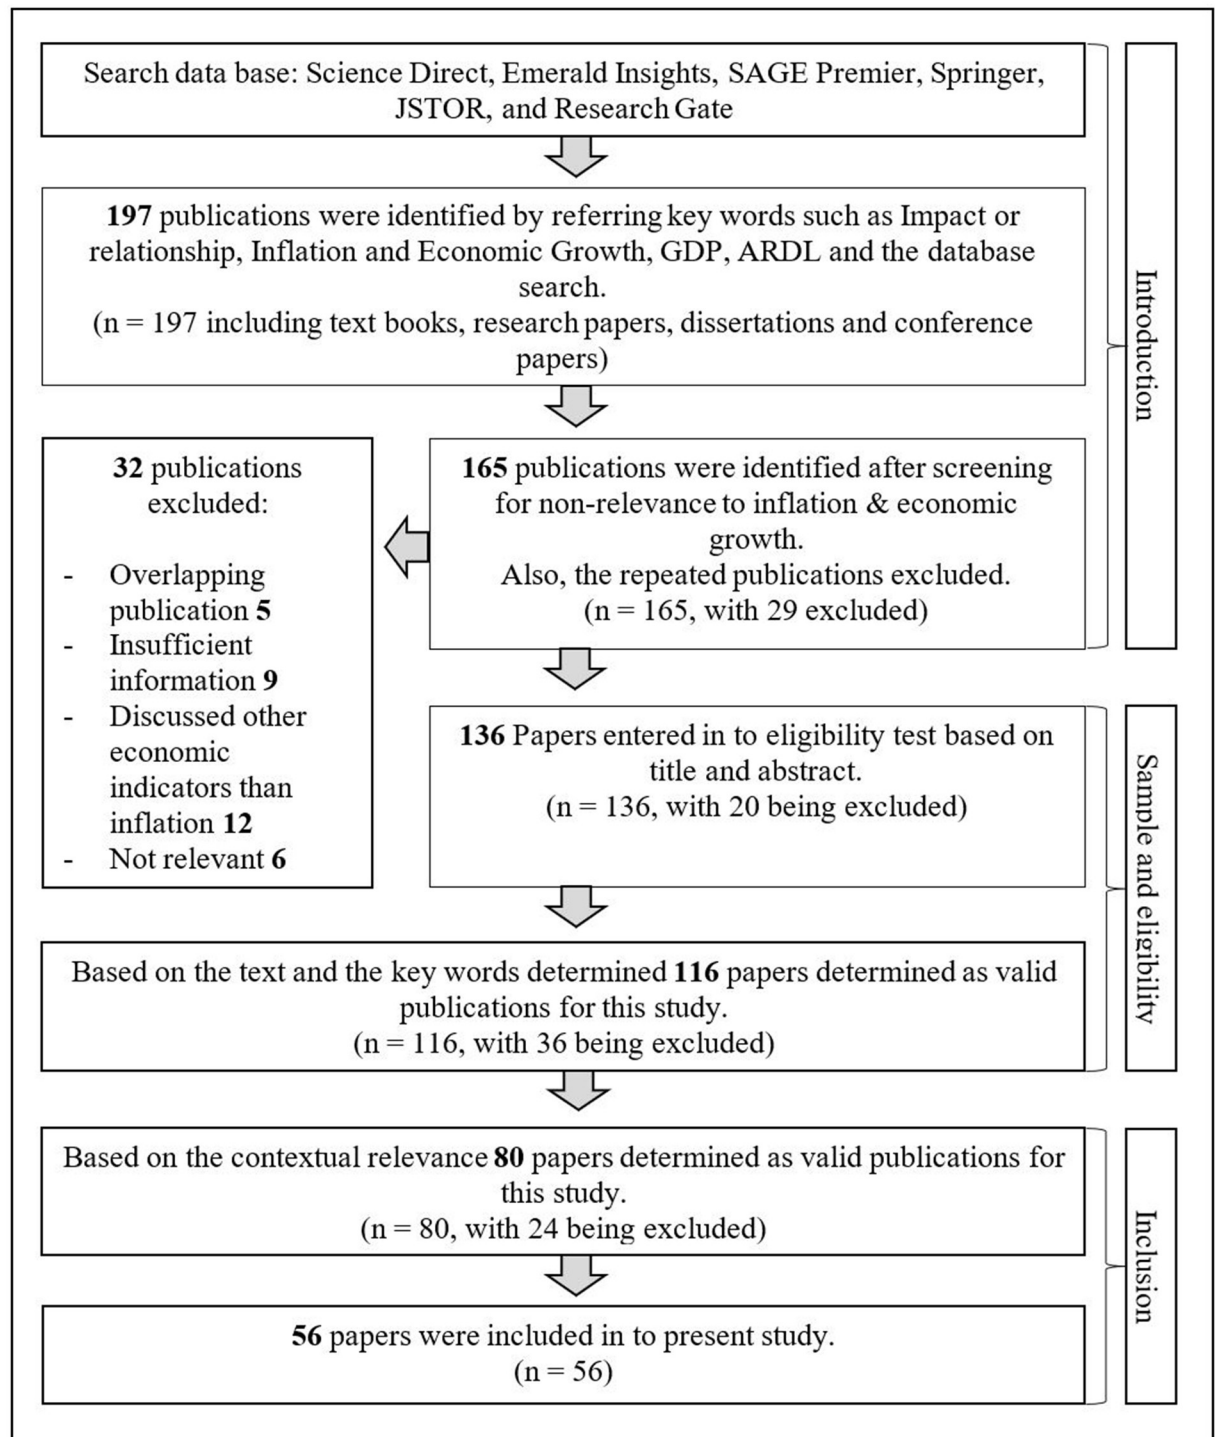 Search data base: Science Direct, Emerald Insights, SAGE Premier, Springer,
JSTOR, and Research Gate
197 publications were identified by referring key words such as Impact or
relationship, Inflation and Economic Growth, GDP, ARDL and the database
search.
(n = 197 including text books, research papers, dissertations and conference
papers)
Introduction
32 publications
excluded:
- Overlapping
publication 5
- Insufficient
information 9
- Discussed other
economic
indicators than
inflation 12
- Not relevant 6
165 publications were identified after screening
for non-relevance to inflation & economic
growth.
Also, the repeated publications excluded.
(n = 165, with 29 excluded)
136 Papers entered in to eligibility test based on
title and abstract.
(n = 136, with 20 being excluded)
Sample and eligibility
Based on the text and the key words determined 116 papers determined as valid
publications for this study.
(n = 116, with 36 being excluded)
Based on the contextual relevance 80 papers determined as valid publications for
this study.
(n = 80, with 24 being excluded)
Inclusion
56 papers were included in to present study.
(n = 56)